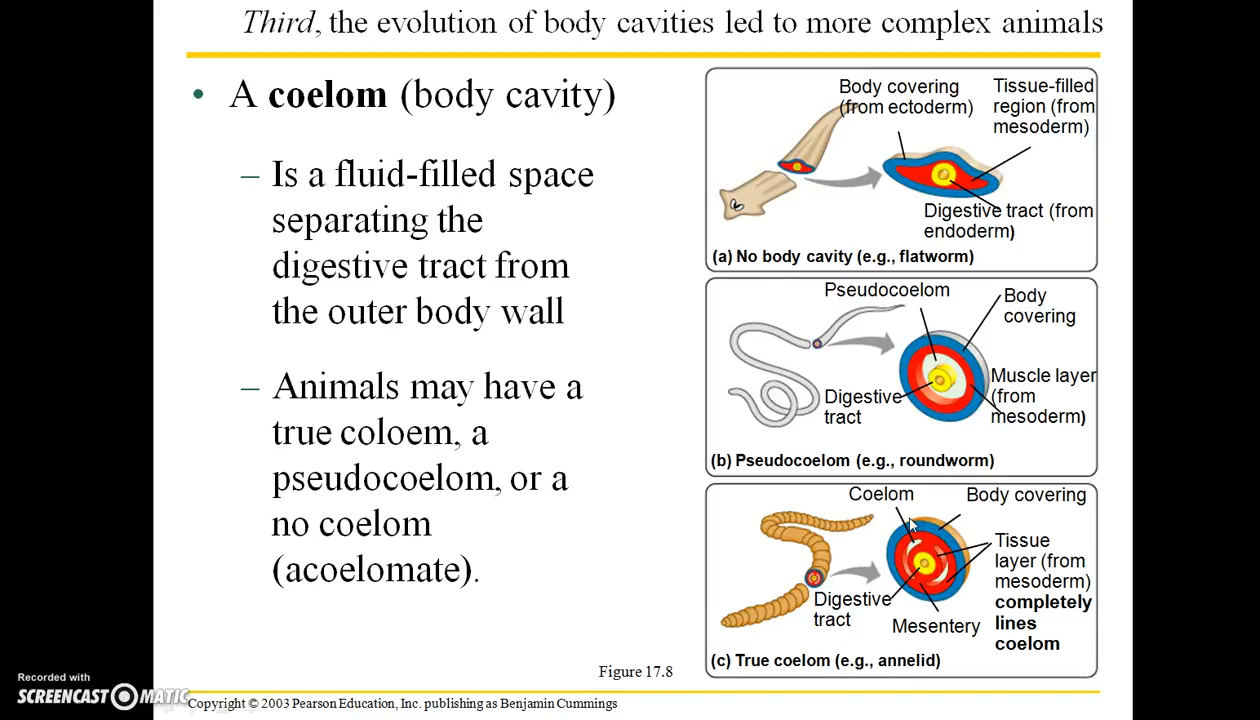 Third, the evolution of body cavities led to more complex animals
• A coelom (body cavity)
– Is a fluid-filled space
separating the
digestive tract from
the outer body wall
– Animals may have a
true coloem, a
pseudocoelom, or a
no coelom
(acoelomate).
Body covering
(from ectoderm)
Tissue-filled
region (from
mesoderm)
Digestive tract (from
endoderm)
(a) No body cavity (e.g., flatworm)
Pseudocoelom
Body
covering
Muscle layer
(from
mesoderm)
Digestive
tract
(b) Pseudocoelom (e.g., roundworm)
Coelom
Body covering
Tissue
layer (from
mesoderm)
completely
lines
coelom
Digestive
tract
Mesentery
(c) True coelom (e.g., annelid)
Figure 17.8
Recorded with
SCREENCAST MATIC
Copyright © 2003 Pearson Education, Inc. publishing as Benjamin Cummings